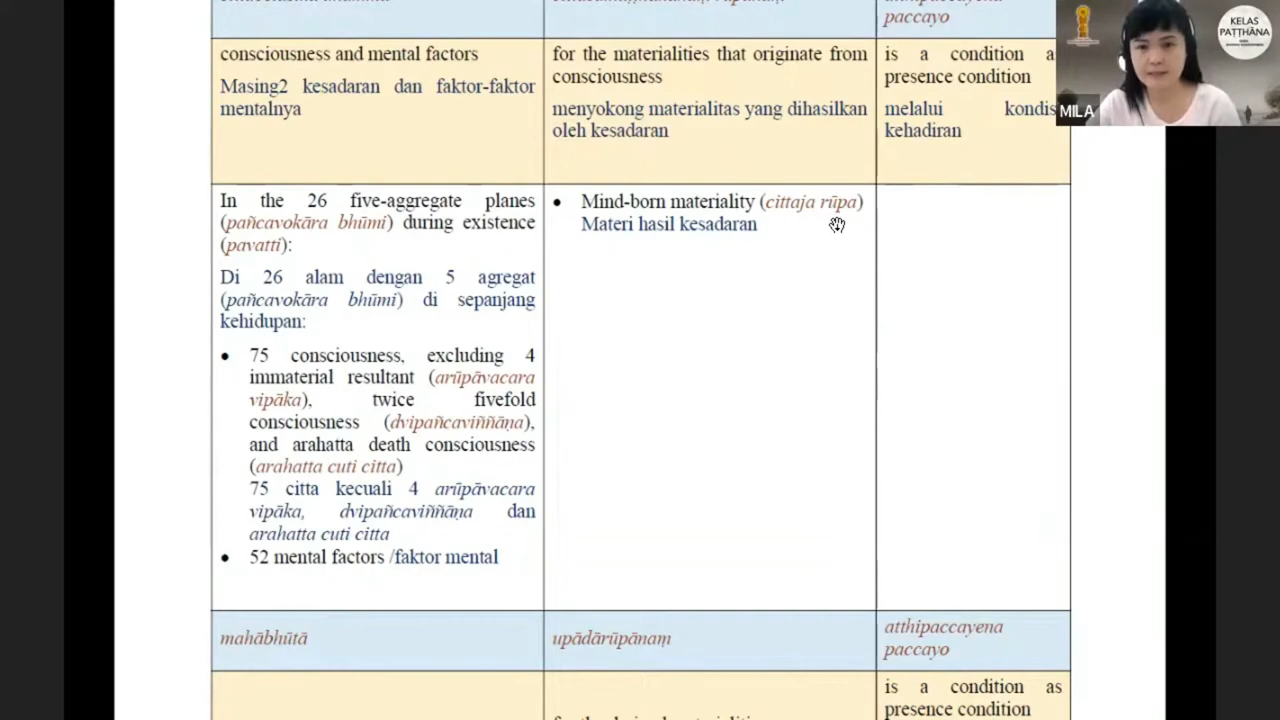 paccayo
consciousness and mental factors
Masing2 kesadaran dan faktor-faktor
mentalnya
for the materialities that originate from
consciousness
menyokong materialitas yang dihasilkan
oleh kesadaran
is a condition a
presence condition
melalui kondis
kehadiran
KELAS
PAṬṬHĀNA
MILA
In the 26 five-aggregate planes
(pañcavokāra bhūmi) during existence
(pavatti):
Di 26 alam dengan 5 agregat
(pañcavokāra bhūmi) di sepanjang
kehidupan:
• 75 consciousness, excluding 4
immaterial resultant (arūpāvacara
vipāka), twice fivefold
consciousness (dvipañcaviññāṇa),
and arahatta death consciousness
(arahatta cuti citta)
75 citta kecuali 4 arūpāvacara
vipāka, dvipañcaviññāṇa dan
arahatta cuti citta
• 52 mental factors /faktor mental
• Mind-born materiality (cittaja rūpa)
Materi hasil kesadaran
mahābhūtā
upādārūpānaṃ
atthipaccayena
paccayo
is a condition as
presence condition